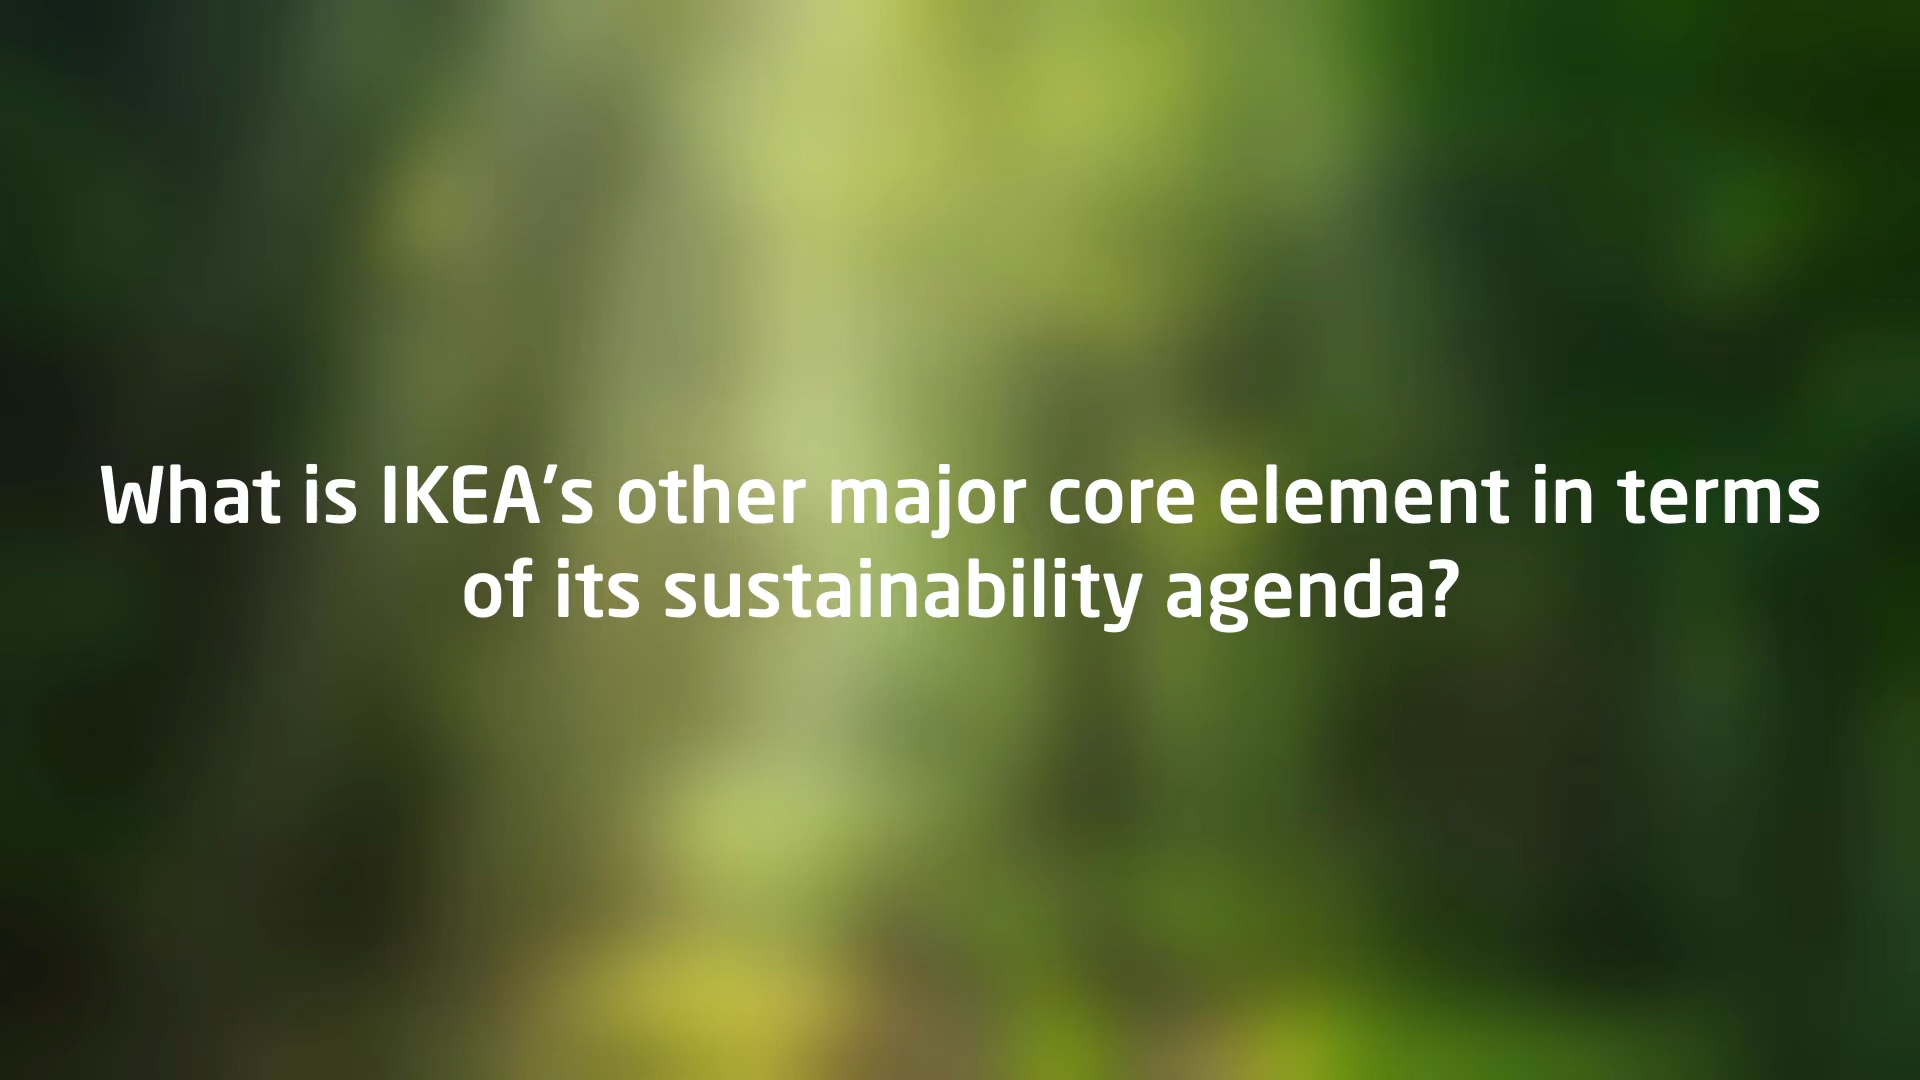 What is IKEA's other major core element in terms
of its sustainability agenda?